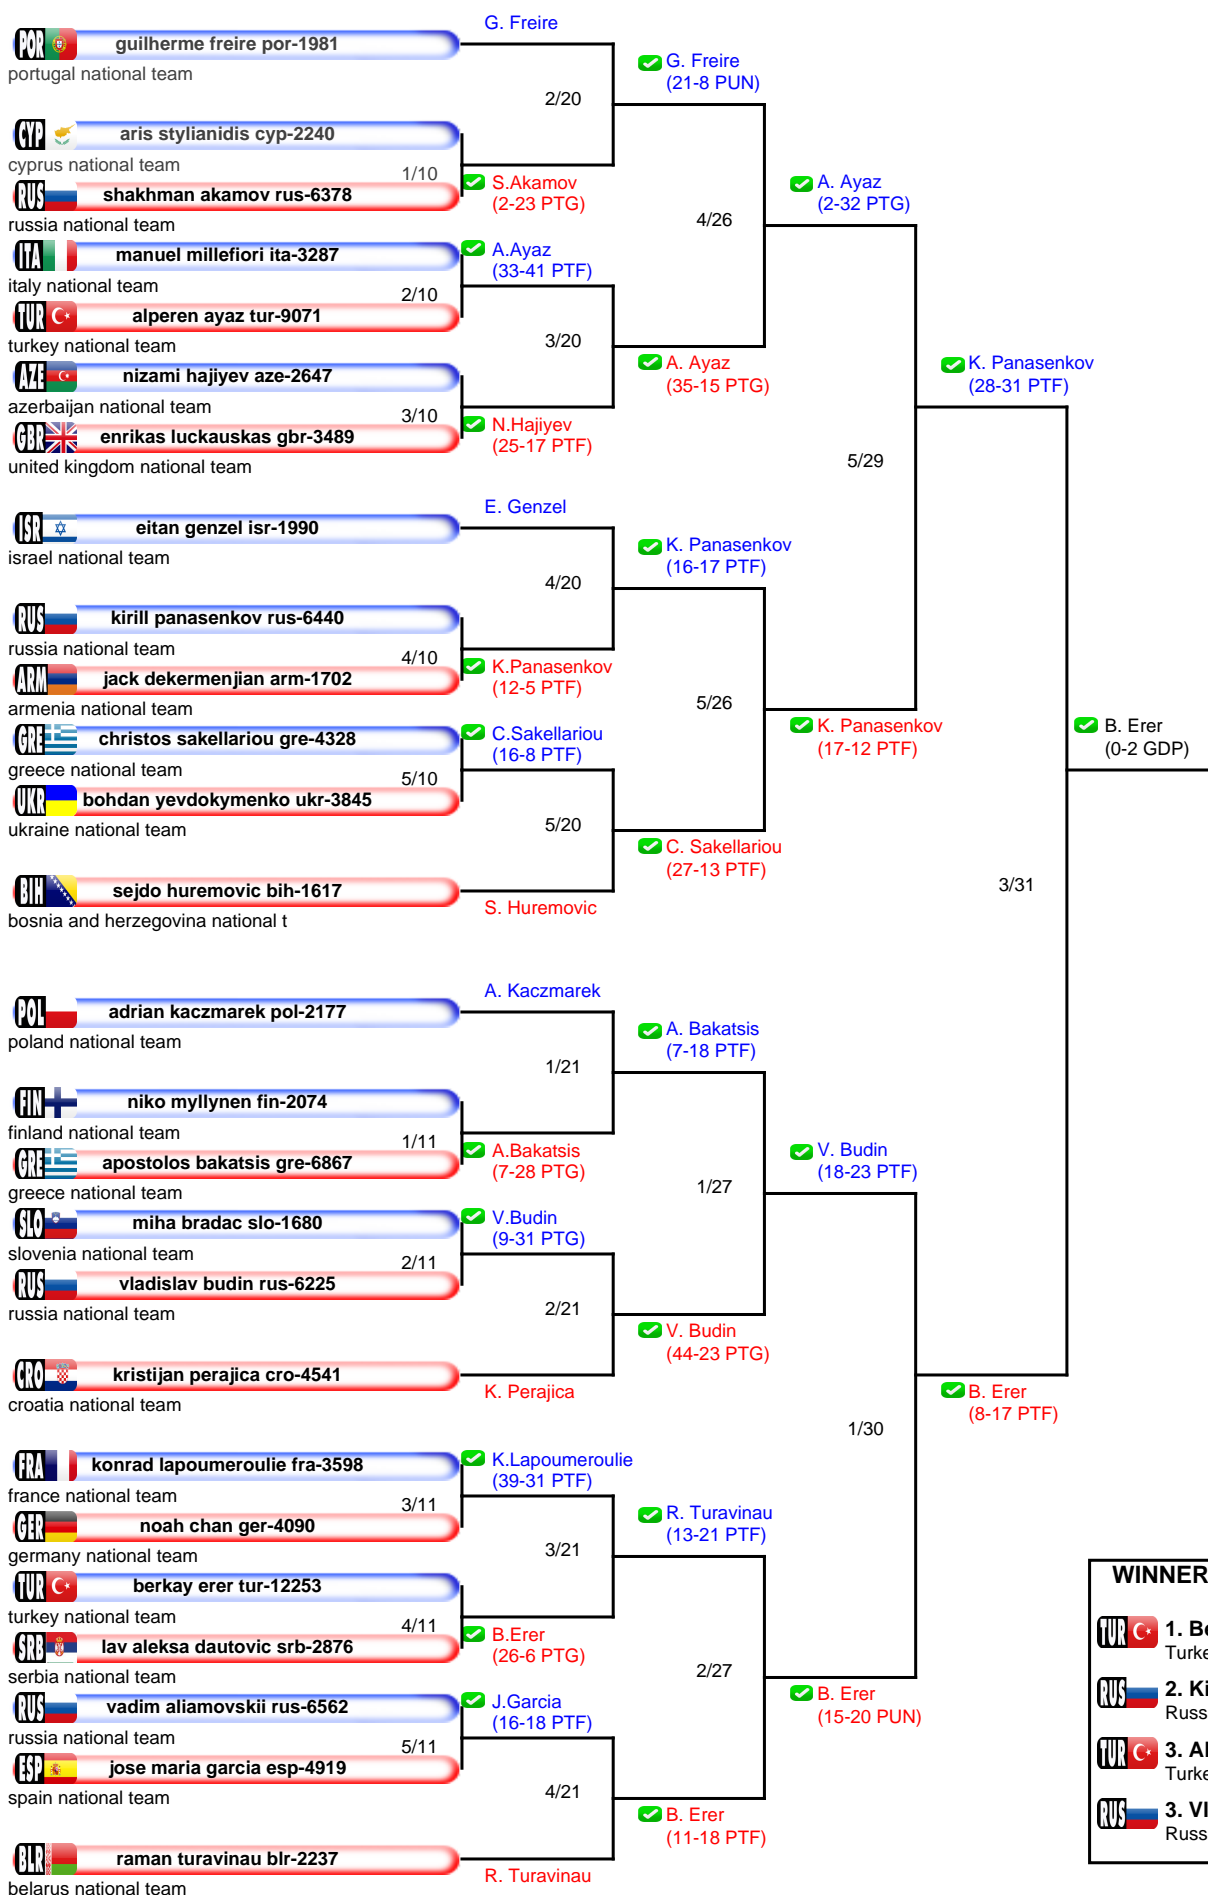 G. Freire
POR guilherme freire por-1981
portugal national team
G. Freire
(21-8 PUN)
2/20
CYP aris stylianidis cyp-2240
cyprus national team
1/10
RUS shakhman akamov rus-6378
russia national team
S.Akamov
(2-23 PTG)
A. Ayaz
(2-32 PTG)
4/26
ITA manuel millefiori ita-3287
italy national team
A.Ayaz
(33-41 PTF)
2/10
TUR alperen ayaz tur-9071
turkey national team
3/20
A. Ayaz
(35-15 PTG)
AZE nizami hajiyev aze-2647
azerbaijan national team
3/10
GBR enrikas luckauskas gbr-3489
united kingdom national team
N.Hajiyev
(25-17 PTF)
K. Panasenkov
(28-31 PTF)
5/29
E. Genzel
ISR eitan genzel isr-1990
israel national team
K. Panasenkov
(16-17 PTF)
4/20
RUS kirill panasenkov rus-6440
russia national team
4/10
ARM jack dekermenjian arm-1702
armenia national team
K.Panasenkov
(12-5 PTF)
5/26
K. Panasenkov
(17-12 PTF)
B. Erer
(0-2 GDP)
GRE christos sakellariou gre-4328
greece national team
C.Sakellariou
(16-8 PTF)
5/10
UKR bohdan yevdokymenko ukr-3845
ukraine national team
5/20
C. Sakellariou
(27-13 PTF)
BIH sejdo huremovic bih-1617
bosnia and herzegovina national t
S. Huremovic
3/31
A. Kaczmarek
POL adrian kaczmarek pol-2177
poland national team
A. Bakatsis
(7-18 PTF)
1/21
FIN niko myllynen fin-2074
finland national team
1/11
GRE apostolos bakatsis gre-6867
greece national team
A.Bakatsis
(7-28 PTG)
V. Budin
(18-23 PTF)
1/27
SLO miha bradac slo-1680
slovenia national team
V.Budin
(9-31 PTG)
2/11
RUS vladislav budin rus-6225
russia national team
2/21
V. Budin
(44-23 PTG)
CRO kristijan perajica cro-4541
croatia national team
K. Perajica
B. Erer
(8-17 PTF)
1/30
FRA konrad lapoumeroulie fra-3598
france national team
K.Lapoumeroulie
(39-31 PTF)
3/11
GER noah chan ger-4090
germany national team
R. Turavinau
(13-21 PTF)
3/21
TUR berkay erer tur-12253
turkey national team
4/11
SRB lav aleksa dautovic srb-2876
serbia national team
B.Erer
(26-6 PTG)
2/27
B. Erer
(15-20 PUN)
RUS vadim aliamovskii rus-6562
russia national team
J.Garcia
(16-18 PTF)
5/11
ESP jose maria garcia esp-4919
spain national team
4/21
B. Erer
(11-18 PTF)
BLR raman turavinau blr-2237
belarus national team
R. Turavinau
WINNER
TUR 1. Be
Turke
RUS 2. Ki
Russ
TUR 3. Al
Turke
RUS 3. Vl
Russ